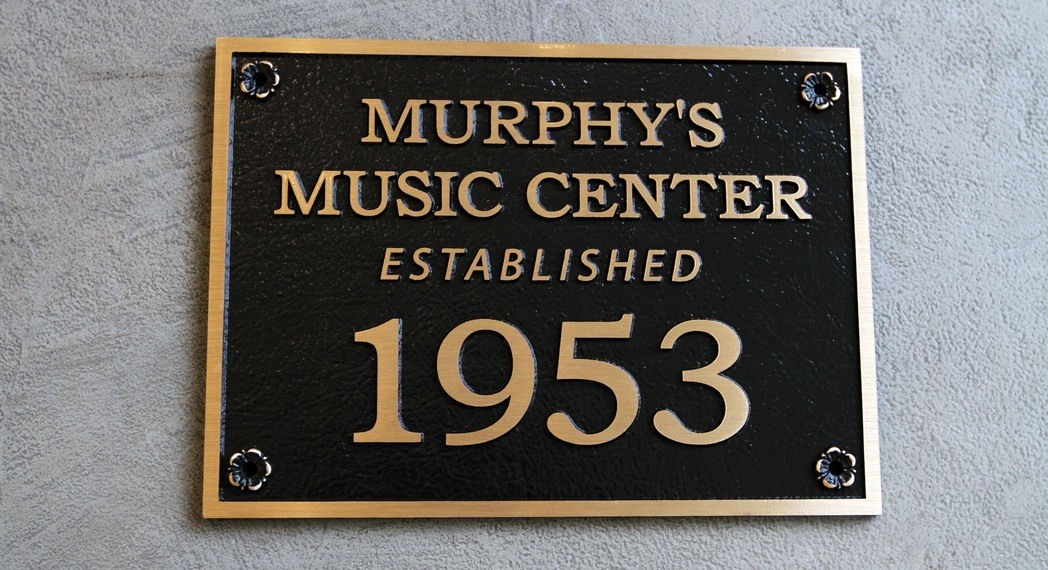 MURPHY'S
MUSIC CENTER
ESTABLISHED
1953